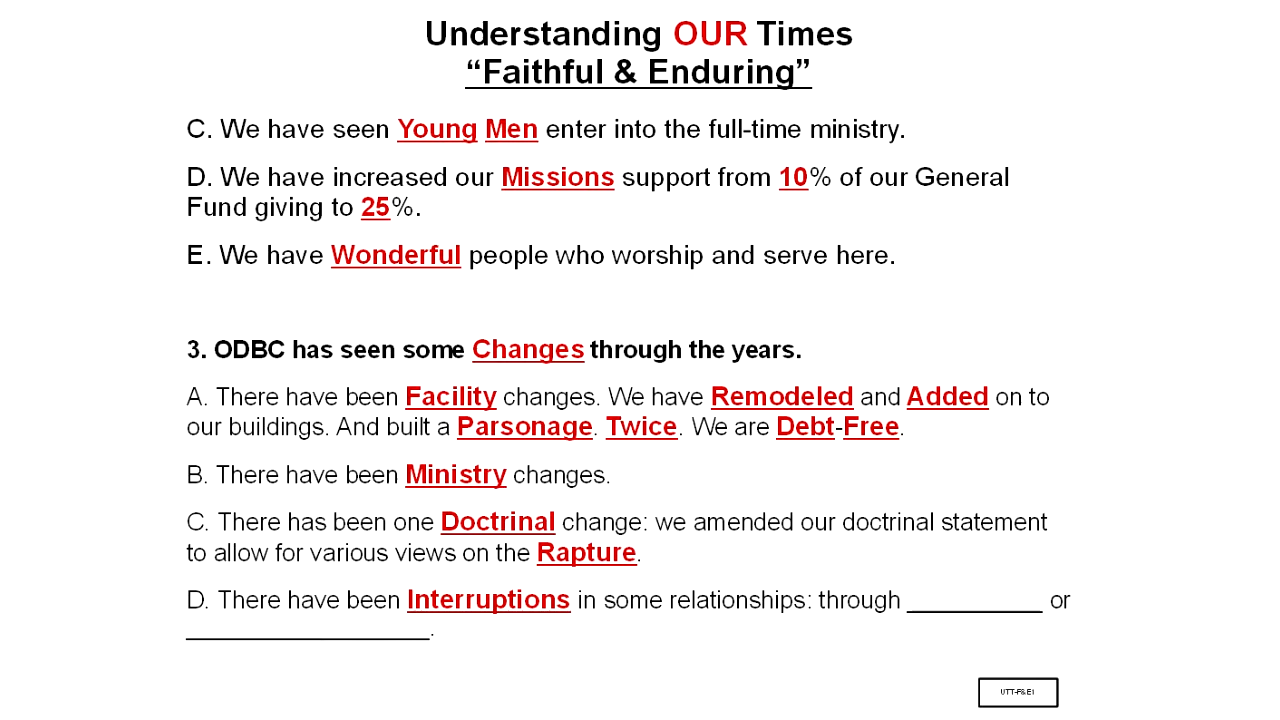 Understanding OUR Times
“Faithful & Enduring”
C. We have seen Young Men enter into the full-time ministry.
D. We have increased our Missions support from 10% of our General
Fund giving to 25%.
E. We have Wonderful people who worship and serve here.
3. ODBC has seen some Changes through the years.
A. There have been Facility changes. We have Remodeled and Added on to
our buildings. And built a Parsonage. Twice. We are Debt-Free.
B. There have been Ministry changes.
C. There has been one Doctrinal change: we amended our doctrinal statement
to allow for various views on the Rapture.
D. There have been Interruptions in some relationships: through __________ or
__________________.